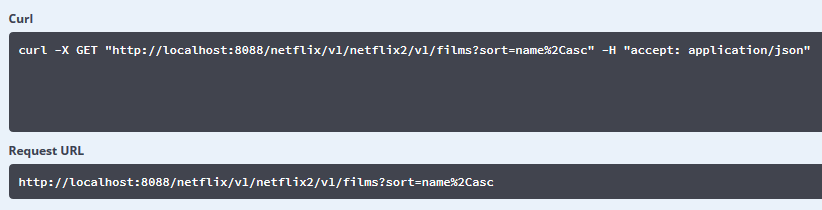 Curl
curl -X GET "http://localhost:8088/netflix/v1/netflix2/v1/films?sort=name%2Casc" -H "accept: application/json"
Request URL
http://localhost:8088/netflix/v1/netflix2/v1/films?sort=name%2Casc